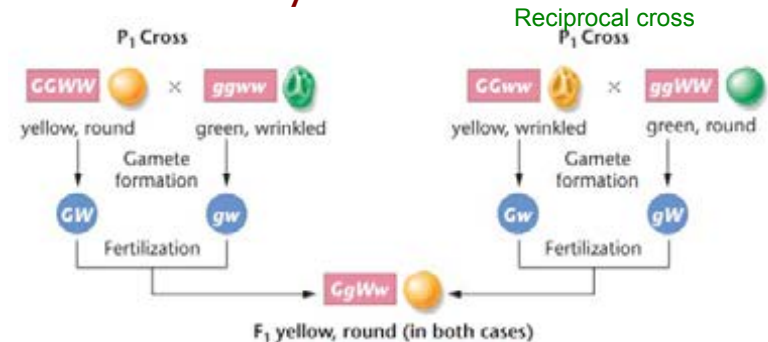 Reciprocal cross
P1 Cross
GGWW × ggww
yellow, round green, wrinkled
Gamete
formation
GW gw
Fertilization
P1 Cross
GGww × ggWW
yellow, wrinkled green, round
Gamete
formation
Gw gW
Fertilization
GgWw
F1 yellow, round (in both cases)